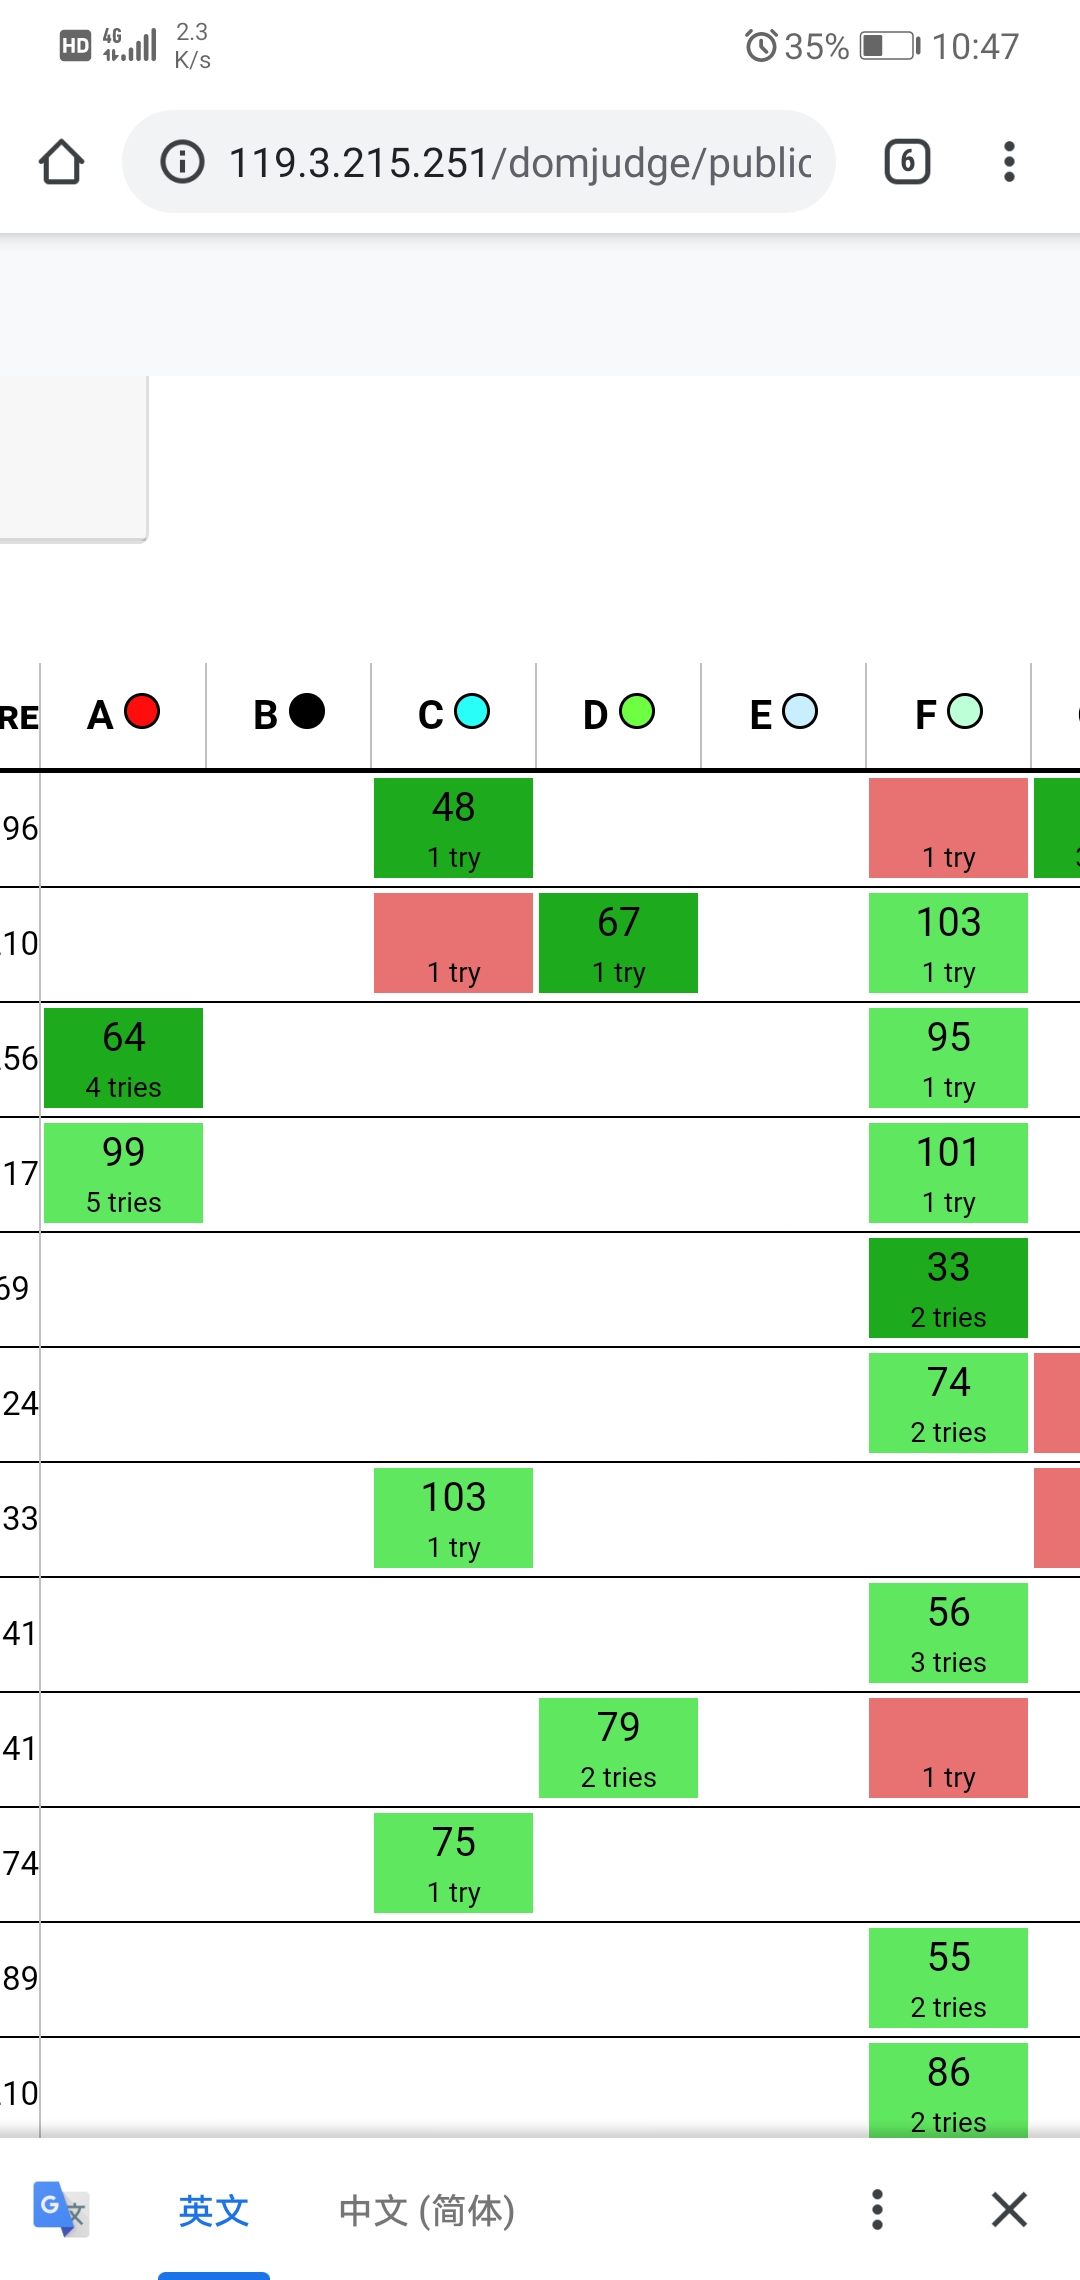 HD 4G 2.3 K/s 35% 10:47
119.3.215.251/domjudge/public
6
RE A B C D E F
96 48
1 try 1 try
10 67 103
1 try 1 try 1 try
56 64 95
4 tries 1 try
17 99 101
5 tries 1 try
69 33
2 tries
24 74
2 tries
33 103
1 try
41 56
3 tries
41 79
2 tries 1 try
74 75
1 try
89 55
2 tries
10 86
2 tries
G 文 英文 中文 (简体)